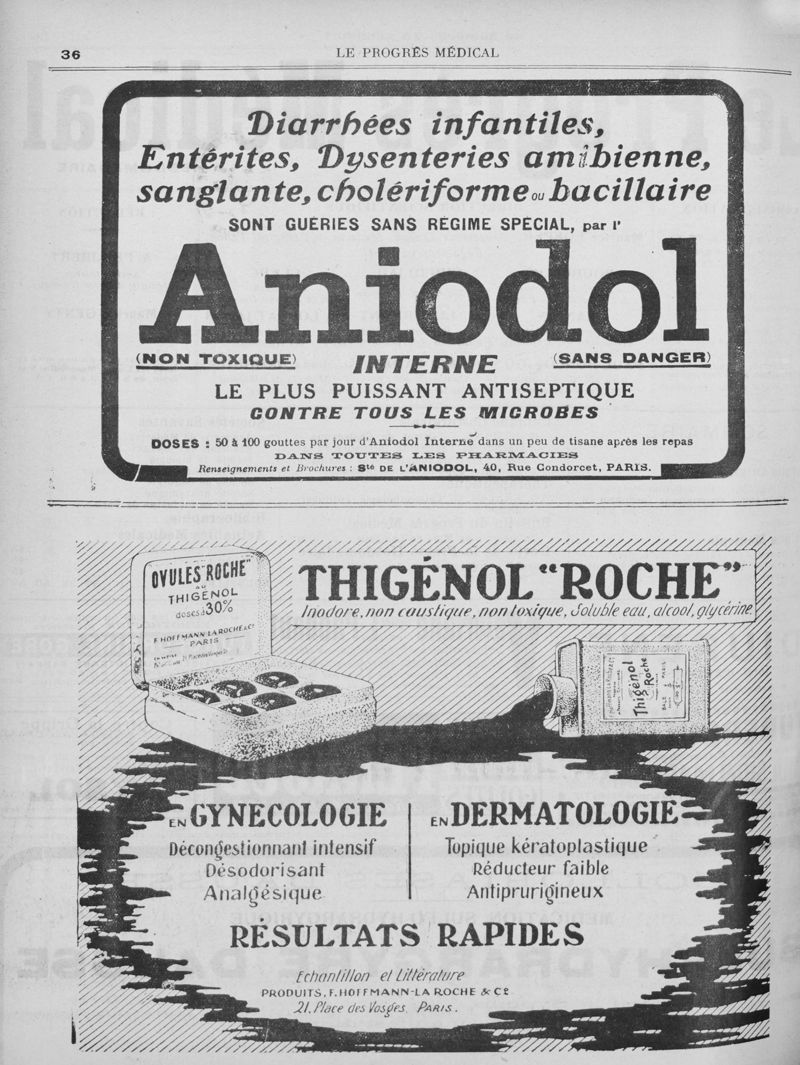 36
LE PROGRÈS MÉDICAL
Diarrhées infantiles,
Entérites, Dysenteries amibienne,
sanglante, cholériforme ou bacillaire
SONT GUÉRIES SANS RÉGIME SPÉCIAL, par l'
Aniodol
(NON TOXIQUE)
INTERNE
(SANS DANGER)
LE PLUS PUISSANT ANTISEPTIQUE
CONTRE TOUS LES MICROBES
DOSES : 50 à 100 gouttes par jour d'Aniodol Interne dans un peu de tisane après les repas
DANS TOUTES LES PHARMACIES
Renseignements et Brochures : Sté DE L'ANIODOL, 40, Rue Condorcet, PARIS.
OVULES "ROCHE"
AU
THIGÉNOL
dosés à 30%
F. HOFFMANN-LA ROCHE & Cº
PARIS
THIGÉNOL "ROCHE"
Inodore, non caustique, non toxique, Soluble eau, alcool, glycérine.
Thigénol
Roche
EN GYNECOLOGIE
Décongestionnant intensif
Désodorisant
Analgésique
EN DERMATOLOGIE
Topique kératoplastique
Réducteur faible
Antiprurigineux
RÉSULTATS RAPIDES
Echantillon et Littérature
PRODUITS, F. HOFFMANN-LA ROCHE & Cº
21, Place des Vosges, PARIS.